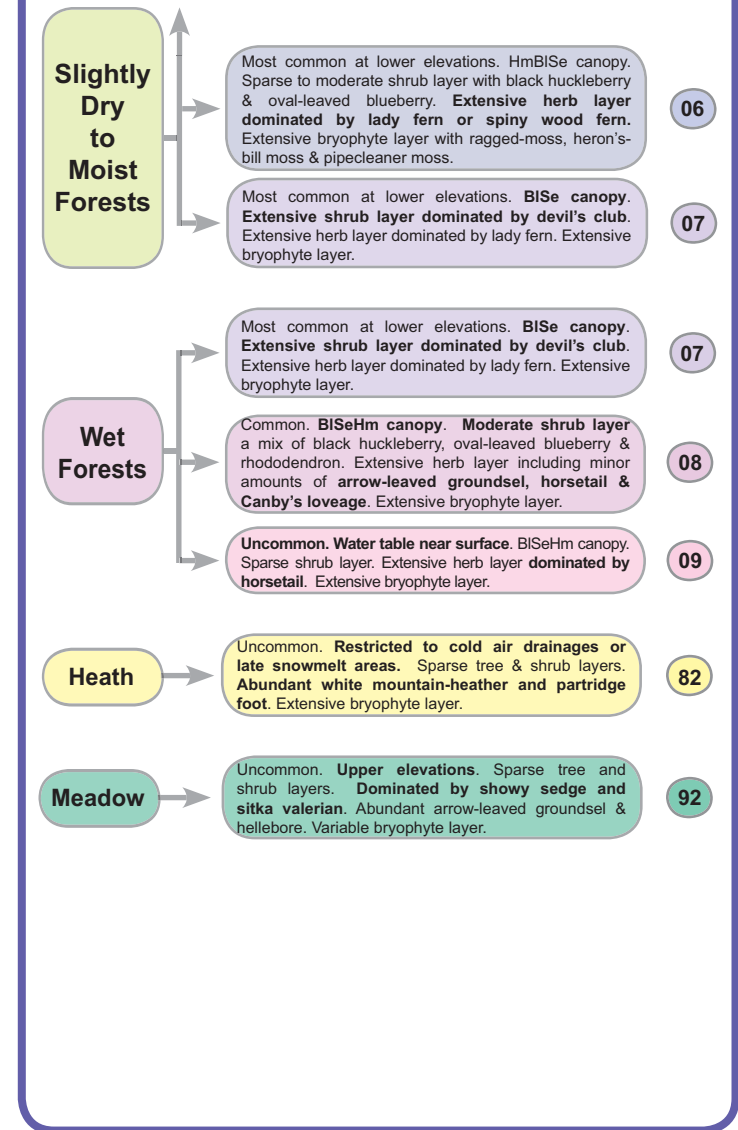 Slightly
Dry
to
Moist
Forests
Most common at lower elevations. HmBlSe canopy.
Sparse to moderate shrub layer with black huckleberry
& oval-leaved blueberry. Extensive herb layer
dominated by lady fern or spiny wood fern.
Extensive bryophyte layer with ragged-moss, heron's-
bill moss & pipecleaner moss.
06
Most common at lower elevations. BlSe canopy.
Extensive shrub layer dominated by devil's club.
Extensive herb layer dominated by lady fern. Extensive
bryophyte layer.
07
Wet
Forests
Most common at lower elevations. BlSe canopy.
Extensive shrub layer dominated by devil's club.
Extensive herb layer dominated by lady fern. Extensive
bryophyte layer.
07
Common. BlSeHm canopy. Moderate shrub layer
a mix of black huckleberry, oval-leaved blueberry &
rhododendron. Extensive herb layer including minor
amounts of arrow-leaved groundsel, horsetail &
Canby's loveage. Extensive bryophyte layer.
08
Uncommon. Water table near surface. BlSeHm canopy.
Sparse shrub layer. Extensive herb layer dominated by
horsetail. Extensive bryophyte layer.
09
Heath
Uncommon. Restricted to cold air drainages or
late snowmelt areas. Sparse tree & shrub layers.
Abundant white mountain-heather and partridge
foot. Extensive bryophyte layer.
82
Meadow
Uncommon. Upper elevations. Sparse tree and
shrub layers. Dominated by showy sedge and
sitka valerian. Abundant arrow-leaved groundsel &
hellebore. Variable bryophyte layer.
92